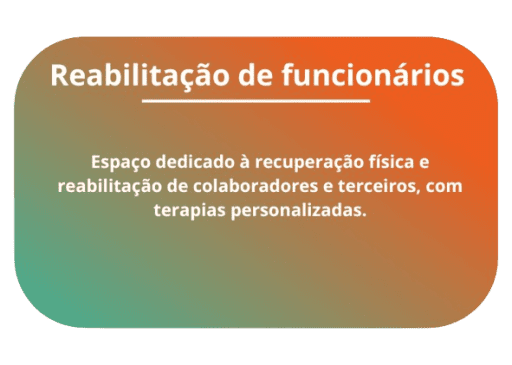 Reabilitação de funcionários
Espaço dedicado à recuperação física e
reabilitação de colaboradores e terceiros, com
terapias personalizadas.